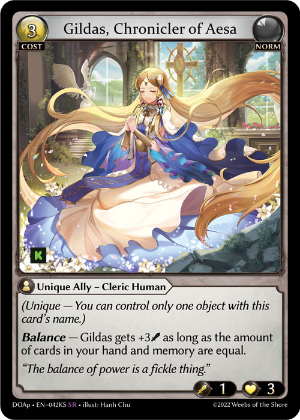 3
Gildas, Chronicler of Aesa
COST
NORM
K
Unique Ally – Cleric Human
(Unique — You can control only one object with this
card's name.)
Balance — Gildas gets +3 as long as the amount
of cards in your hand and memory are equal.
"The balance of power is a fickle thing."
1
3
DOAp • EN-042KS SR • illust: Hanh Chu
©2022 Weebs of the Shore